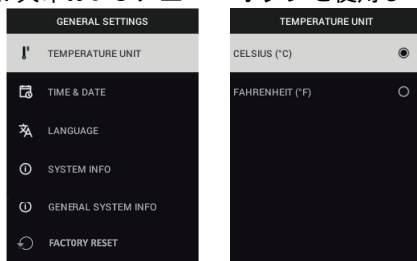 GENERAL SETTINGS
TEMPERATURE UNIT
TIME & DATE
LANGUAGE
SYSTEM INFO
GENERAL SYSTEM INFO
FACTORY RESET
TEMPERATURE UNIT
CELSIUS (°C)
FAHRENHEIT (°F)